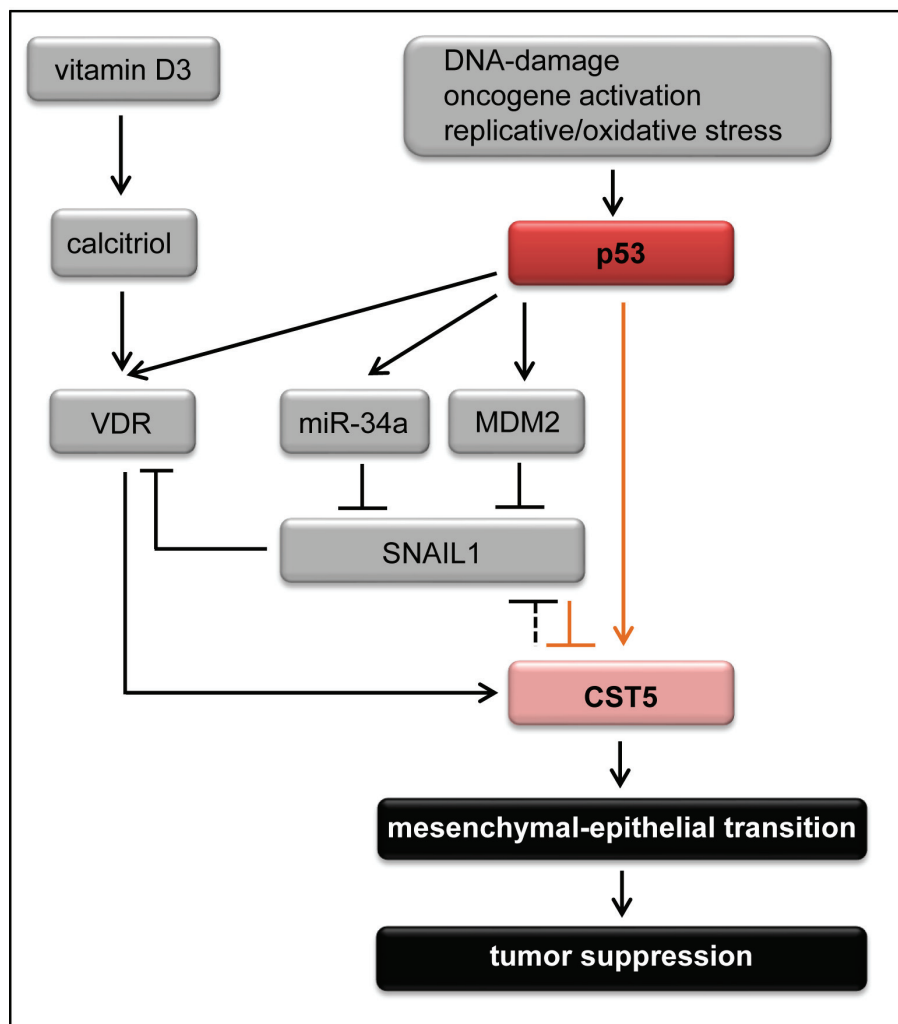 vitamin D3
DNA-damage
oncogene activation
replicative/oxidative stress
calcitriol
p53
VDR
miR-34a
MDM2
SNAIL1
CST5
mesenchymal-epithelial transition
tumor suppression